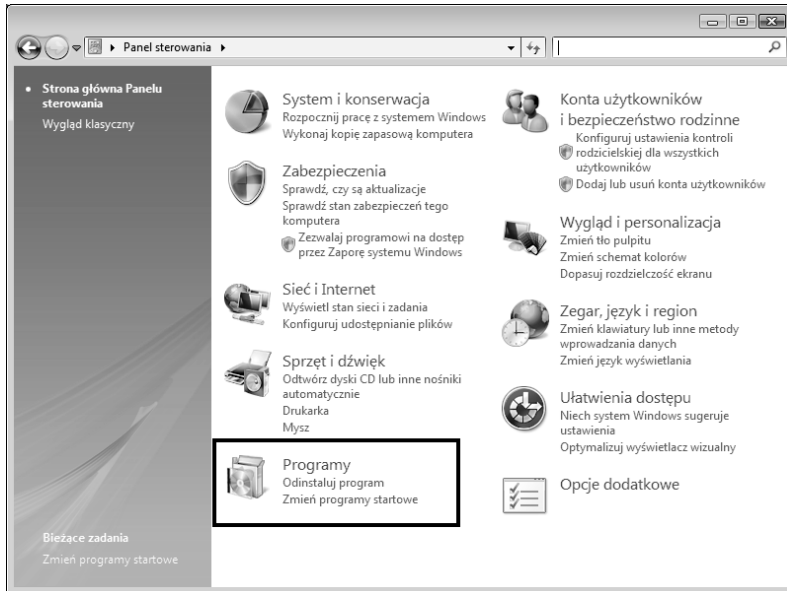 Panel sterowania
Strona główna Panelu
sterowania
Wygląd klasyczny
System i konserwacja
Rozpocznij pracę z systemem Windows
Wykonaj kopię zapasową komputera
Zabezpieczenia
Sprawdź, czy są aktualizacje
Sprawdź stan zabezpieczeń tego
komputera
Zezwalaj programowi na dostęp
przez Zaporę systemu Windows
Sieć i Internet
Wyświetl stan sieci i zadania
Konfiguruj udostępnianie plików
Sprzęt i dźwięk
Odtwórz dyski CD lub inne nośniki
automatycznie
Drukarka
Mysz
Programy
Odinstaluj program
Zmień programy startowe
Konta użytkowników
i bezpieczeństwo rodzinne
Konfiguruj ustawienia kontroli
rodzicielskiej dla wszystkich
użytkowników
Dodaj lub usuń konta użytkowników
Wygląd i personalizacja
Zmień tło pulpitu
Zmień schemat kolorów
Dopasuj rozdzielczość ekranu
Zegar, język i region
Zmień klawiatury lub inne metody
wprowadzania danych
Zmień język wyświetlania
Ułatwienia dostępu
Niech system Windows sugeruje
ustawienia
Optymalizuj wyświetlacz wizualny
Opcje dodatkowe
Bieżące zadania
Zmień programy startowe